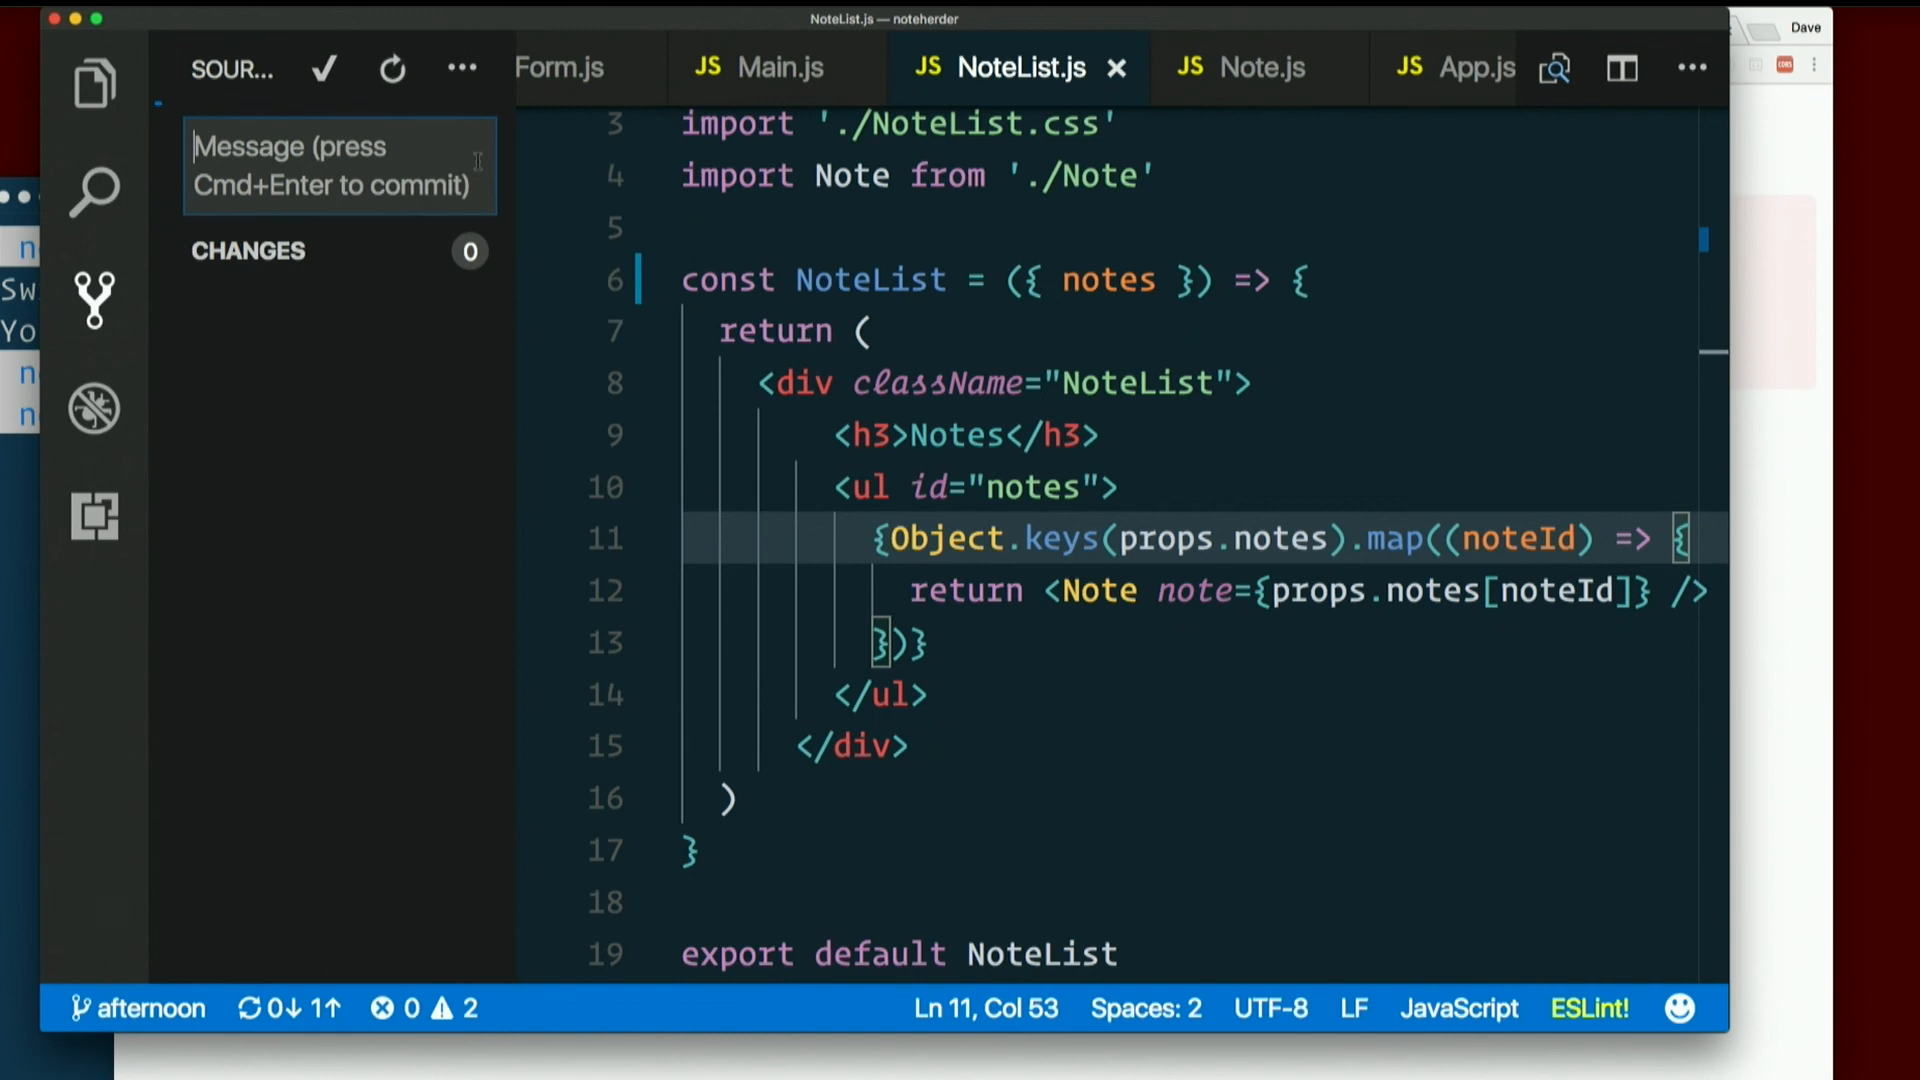 NoteList.js — noteherder
Dave
SOUR...
Form.js
JS Main.js
JS NoteList.js
JS Note.js
JS App.js
Message (press
Cmd+Enter to commit)
CHANGES 0
3 import './NoteList.css'
4 import Note from './Note'
5
6 const NoteList = ({ notes }) => {
7 return (
8 <div className="NoteList">
9 <h3>Notes</h3>
10 <ul id="notes">
11 {Object.keys(props.notes).map((noteId) => {
12 return <Note note={props.notes[noteId]} />
13 })}
14 </ul>
15 </div>
16 )
17 }
18
19 export default NoteList
Sw
Yo
afternoon 0↓ 1↑ 0 2
Ln 11, Col 53 Spaces: 2 UTF-8 LF JavaScript ESLint!